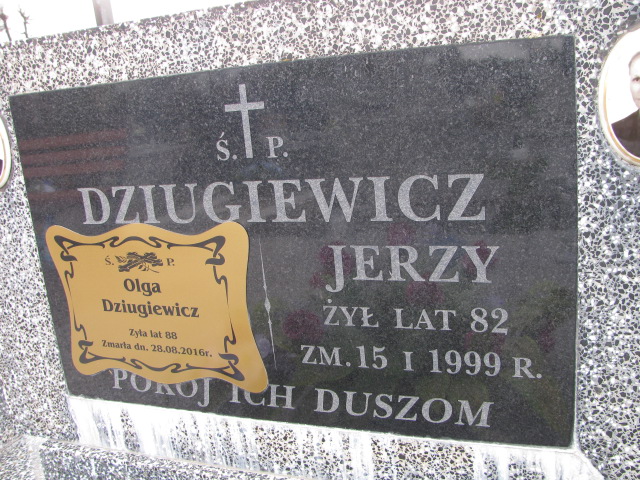 Ś. P.
DZIUGIEWICZ
Ś. P.
Olga
Dziugiewicz
Żyła lat 88
Zmarła dn. 28.08.2016r.
JERZY
ŻYŁ LAT 82
ZM. 15 I 1999 R.
POKÓJ ICH DUSZOM